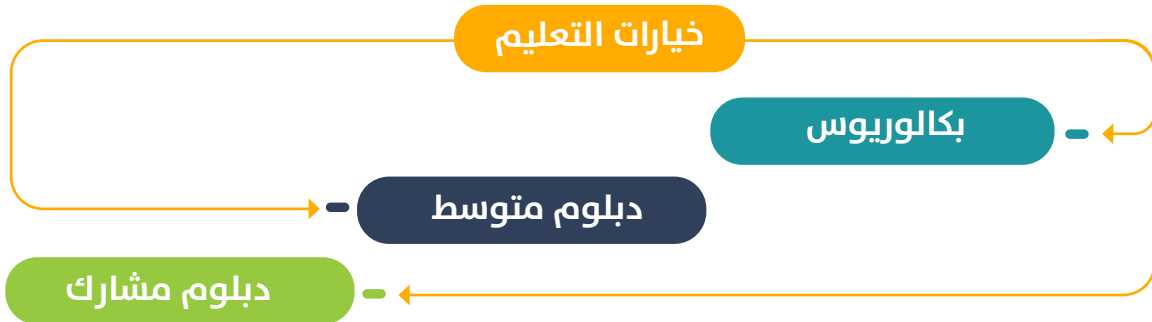 خيارات التعليم
بكالوريوس
دبلوم متوسط
دبلوم مشارك